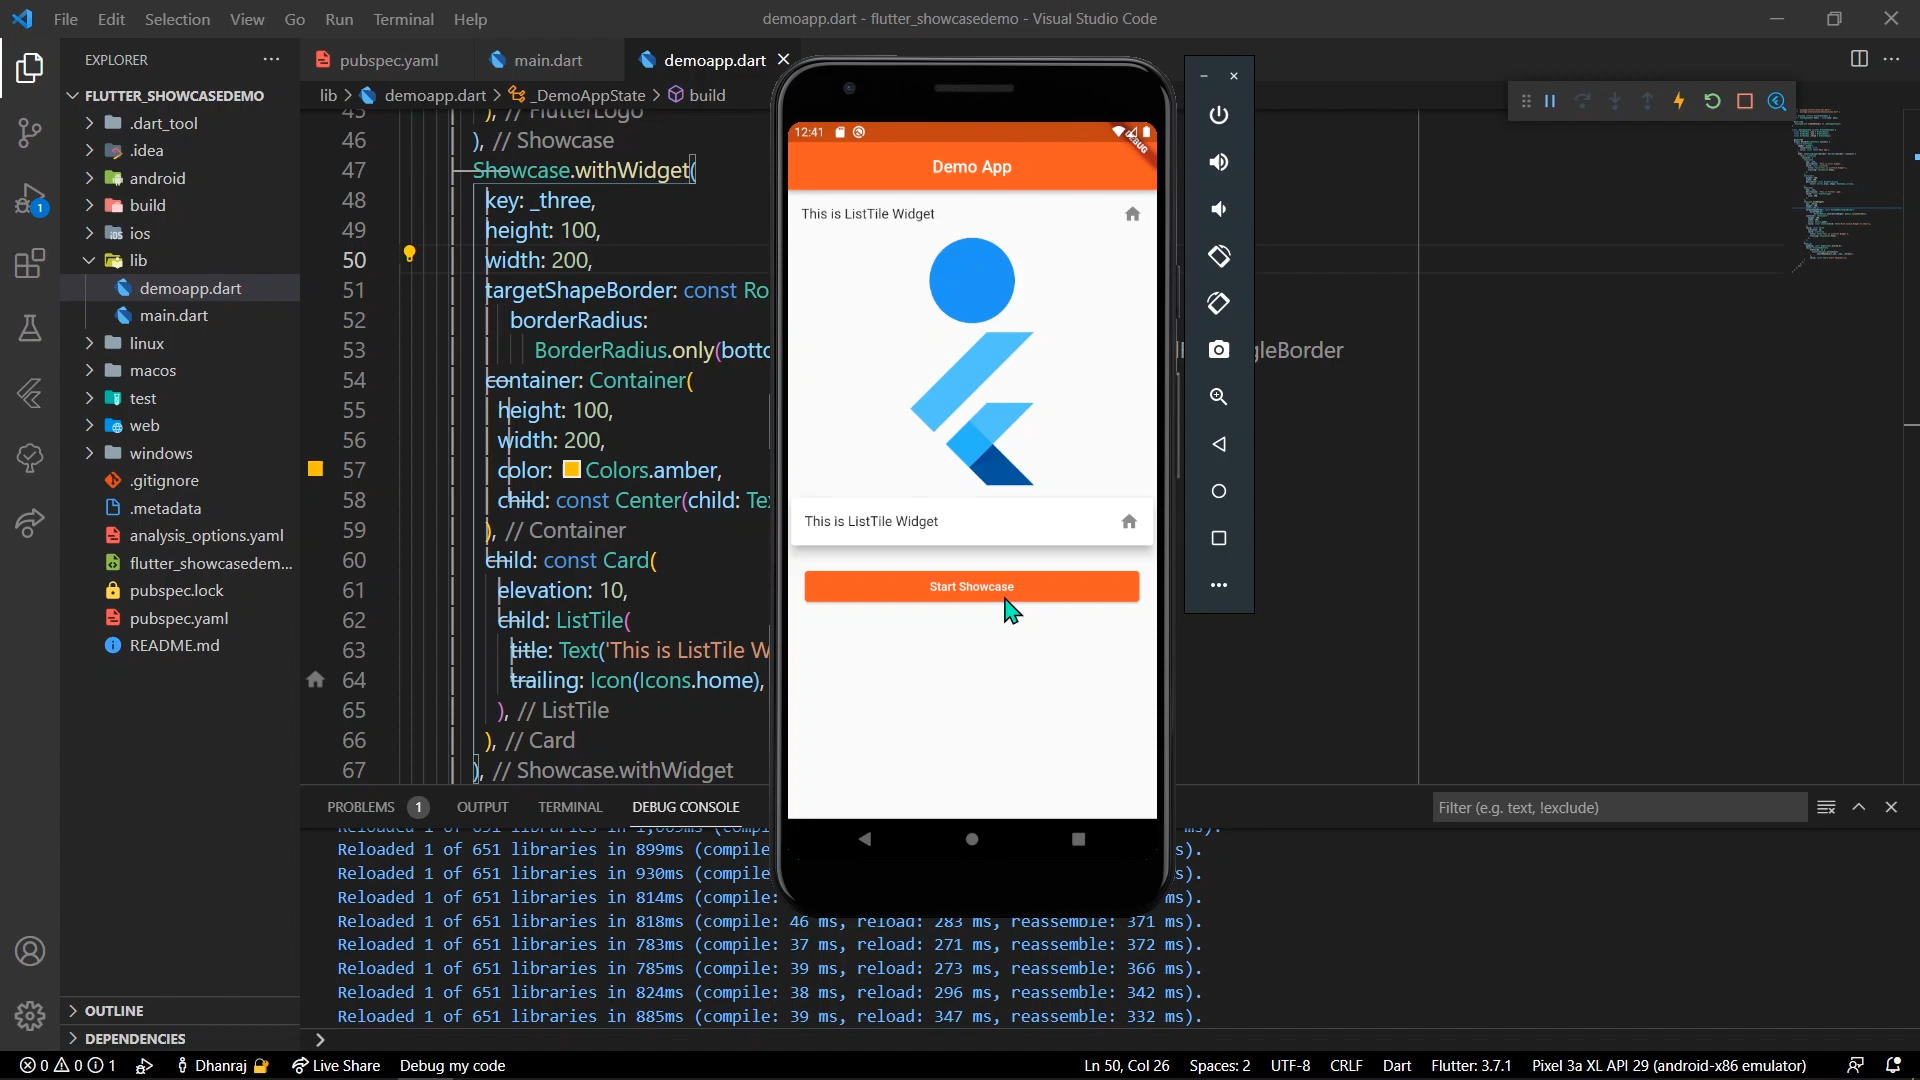 File Edit Selection View Go Run Terminal Help
demoapp.dart - flutter_showcasedemo - Visual Studio Code
EXPLORER
FLUTTER_SHOWCASEDEMO
.dart_tool
.idea
android
build
ios
lib
demoapp.dart
main.dart
linux
macos
test
web
windows
.gitignore
.metadata
analysis_options.yaml
flutter_showcasedem...
pubspec.lock
pubspec.yaml
README.md
OUTLINE
DEPENDENCIES
1
pubspec.yaml main.dart demoapp.dart
lib > demoapp.dart > _DemoAppState > build
45 ), // FlutterLogo
46 ), // Showcase
47 Showcase.withWidget(
48 key: _three,
49 height: 100,
50 width: 200,
51 targetShapeBorder: const Ro
52 borderRadius:
53 BorderRadius.only(botto gleBorder
54 container: Container(
55 height: 100,
56 width: 200,
57 color: Colors.amber,
58 child: const Center(child: Te
59 ), // Container
60 child: const Card(
61 elevation: 10,
62 child: ListTile(
63 title: Text('This is ListTile W
64 trailing: Icon(Icons.home),
65 ), // ListTile
66 ), // Card
67 ), // Showcase.withWidget
12:41
DEBUG
Demo App
This is ListTile Widget
This is ListTile Widget
Start Showcase
PROBLEMS 1 OUTPUT TERMINAL DEBUG CONSOLE
Filter (e.g. text, !exclude)
Reloaded 1 of 651 libraries in 899ms (compile s).
Reloaded 1 of 651 libraries in 930ms (compile s).
Reloaded 1 of 651 libraries in 814ms (compile: ms).
Reloaded 1 of 651 libraries in 818ms (compile: 46 ms, reload: 283 ms, reassemble: 371 ms).
Reloaded 1 of 651 libraries in 783ms (compile: 37 ms, reload: 271 ms, reassemble: 372 ms).
Reloaded 1 of 651 libraries in 785ms (compile: 39 ms, reload: 273 ms, reassemble: 366 ms).
Reloaded 1 of 651 libraries in 824ms (compile: 38 ms, reload: 296 ms, reassemble: 342 ms).
Reloaded 1 of 651 libraries in 885ms (compile: 39 ms, reload: 347 ms, reassemble: 332 ms).
0 0 1 Dhanraj Live Share Debug my code
Ln 50, Col 26 Spaces: 2 UTF-8 CRLF Dart Flutter: 3.7.1 Pixel 3a XL API 29 (android-x86 emulator)